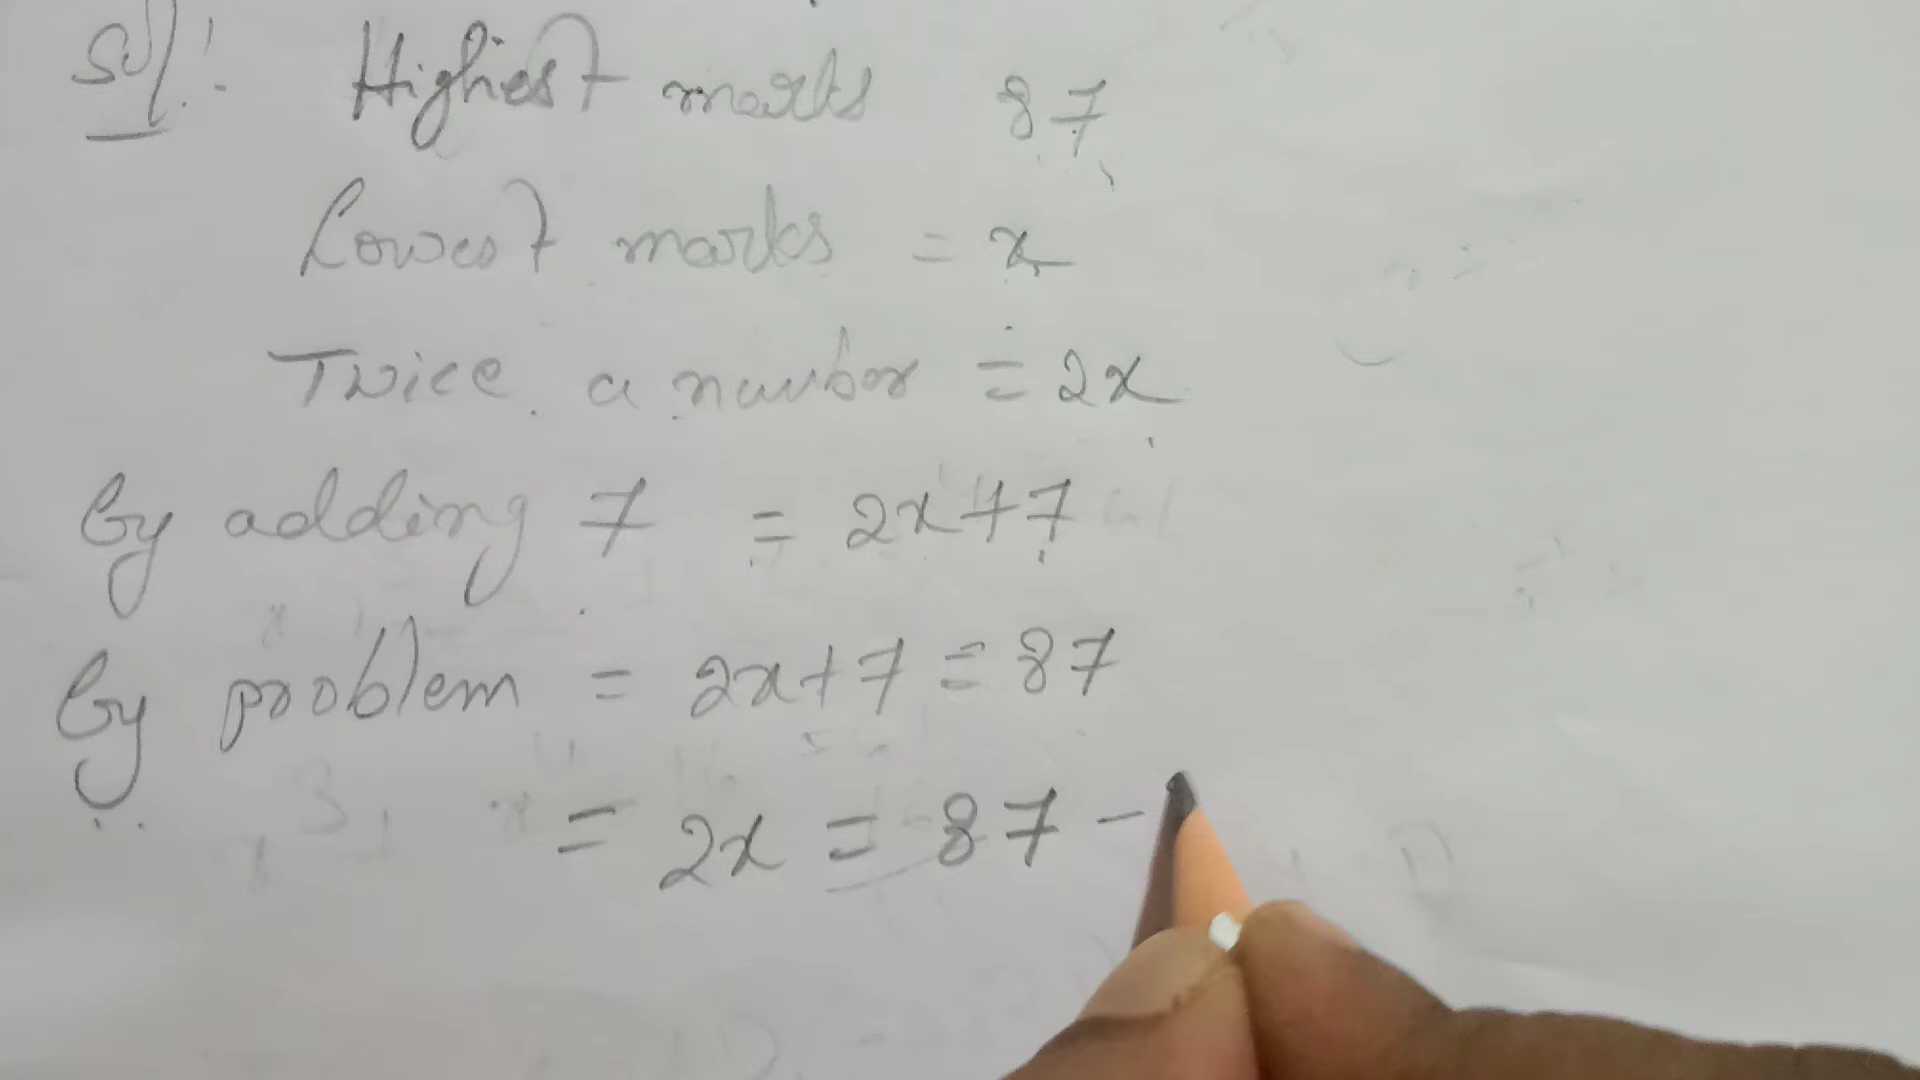 Sol:
Highest marks 87
Lowest marks = x
Twice a number = 2x
by adding 7 = 2x+7
by problem = 2x+7 = 87
= 2x = 87 -